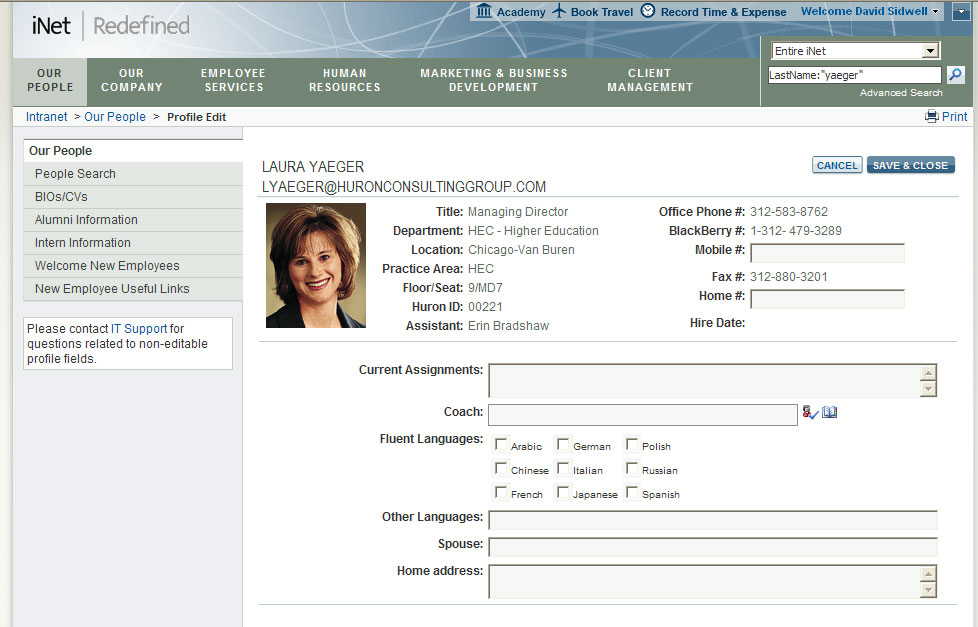 iNet | Redefined
Academy Book Travel Record Time & Expense Welcome David Sidwell
Entire iNet
LastName:"yaeger"
Advanced Search
OUR PEOPLE
OUR COMPANY
EMPLOYEE SERVICES
HUMAN RESOURCES
MARKETING & BUSINESS DEVELOPMENT
CLIENT MANAGEMENT
Intranet > Our People > Profile Edit
Print
Our People
People Search
BIOs/CVs
Alumni Information
Intern Information
Welcome New Employees
New Employee Useful Links
Please contact IT Support for
questions related to non-editable
profile fields.
LAURA YAEGER
LYAEGER@HURONCONSULTINGGROUP.COM
CANCEL SAVE & CLOSE
Title: Managing Director
Department: HEC - Higher Education
Location: Chicago-Van Buren
Practice Area: HEC
Floor/Seat: 9/MD7
Huron ID: 00221
Assistant: Erin Bradshaw
Office Phone #: 312-583-8762
BlackBerry #: 1-312- 479-3289
Mobile #:
Fax #: 312-880-3201
Home #:
Hire Date:
Current Assignments:
Coach:
Fluent Languages:
Arabic German Polish
Chinese Italian Russian
French Japanese Spanish
Other Languages:
Spouse:
Home address: